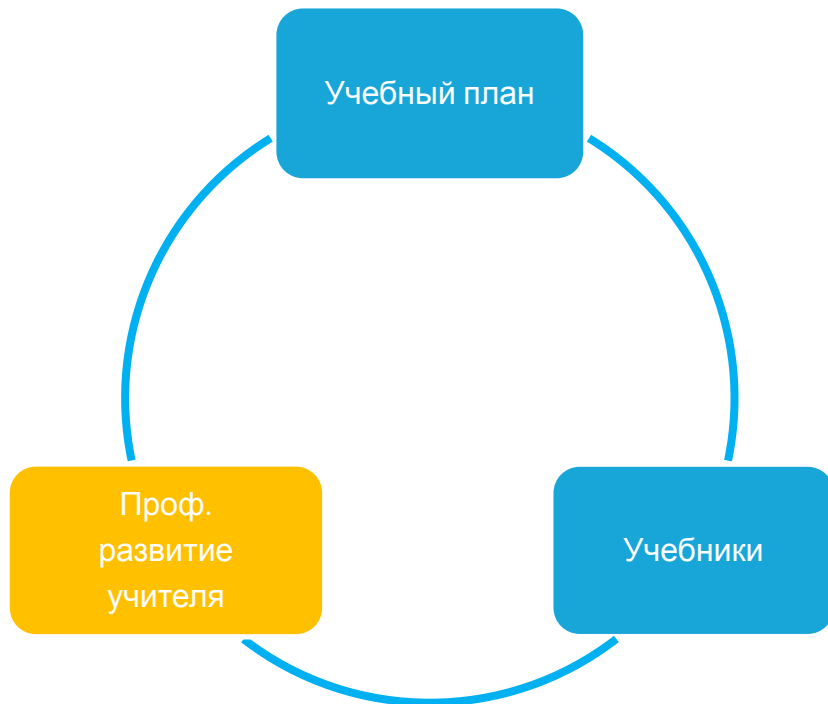 Учебный план
Проф.
развитие
учителя
Учебники